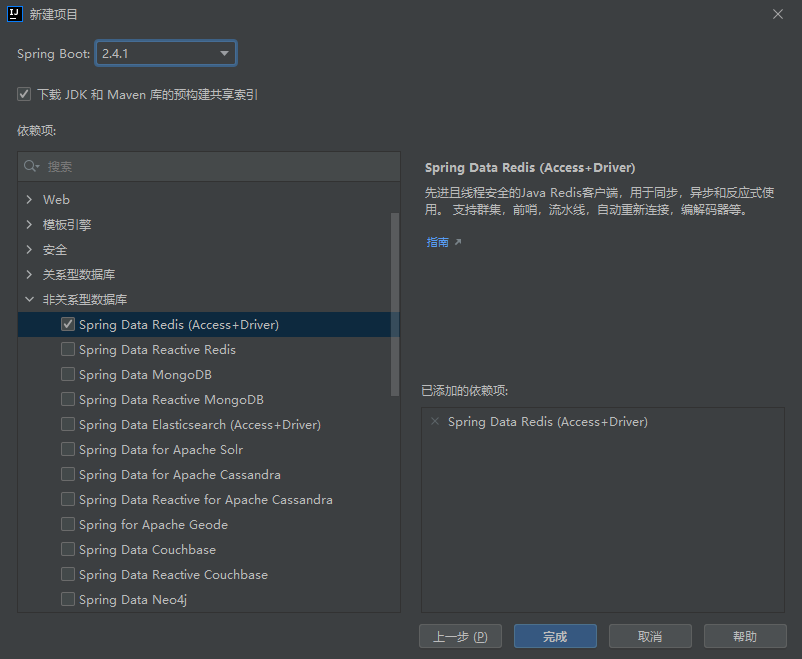 IJ 新建项目
Spring Boot: 2.4.1
下载 JDK 和 Maven 库的预构建共享索引
依赖项:
搜索
Web
模板引擎
安全
关系型数据库
非关系型数据库
Spring Data Redis (Access+Driver)
Spring Data Reactive Redis
Spring Data MongoDB
Spring Data Reactive MongoDB
Spring Data Elasticsearch (Access+Driver)
Spring Data for Apache Solr
Spring Data for Apache Cassandra
Spring Data Reactive for Apache Cassandra
Spring for Apache Geode
Spring Data Couchbase
Spring Data Reactive Couchbase
Spring Data Neo4j
Spring Data Redis (Access+Driver)
先进且线程安全的Java Redis客户端，用于同步，异步和反应式使
用。 支持群集，前哨，流水线，自动重新连接，编解码器等。
指南
已添加的依赖项:
Spring Data Redis (Access+Driver)
上一步 (P)
完成
取消
帮助